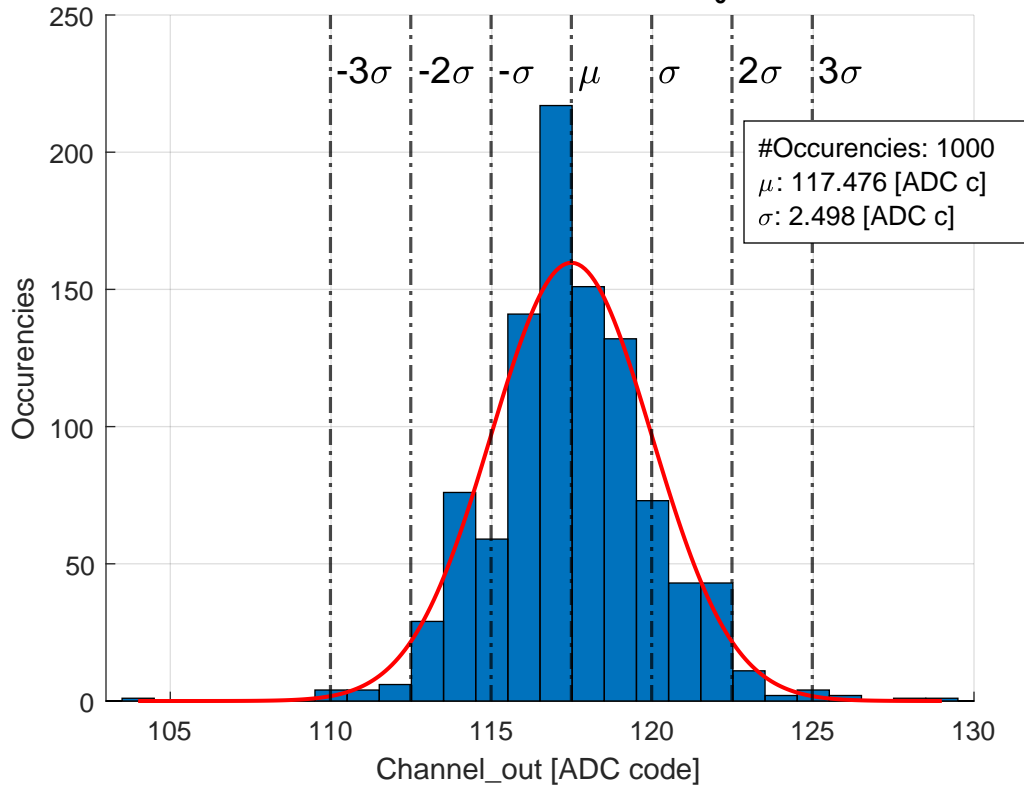 250
200
150
100
50
0
-3σ -2σ -σ μ σ 2σ 3σ
#Occurencies: 1000
μ: 117.476 [ADC c]
σ: 2.498 [ADC c]
Occurencies
105 110 115 120 125 130
Channel_out [ADC code]